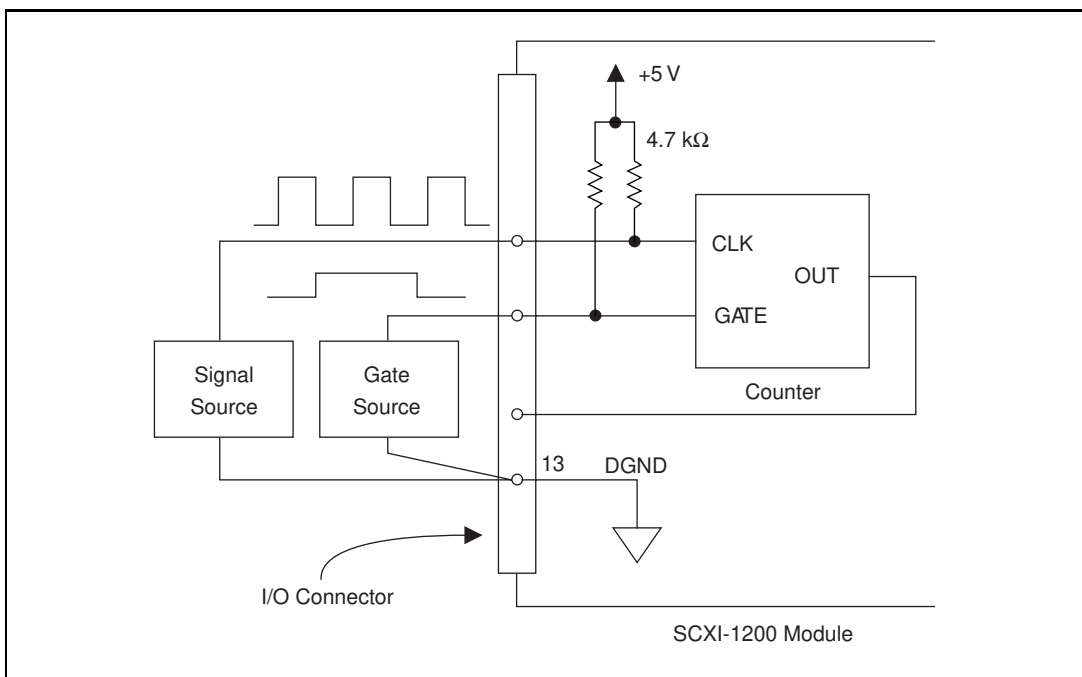 +5 V
4.7 kΩ
CLK
OUT
GATE
Signal
Source
Gate
Source
Counter
13
DGND
I/O Connector
SCXI-1200 Module